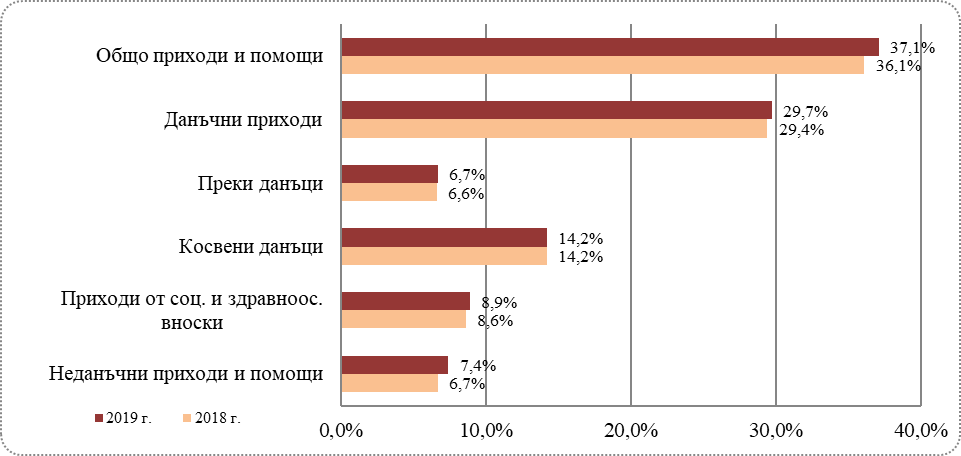 Общо приходи и помощи
37,1%
36,1%
Данъчни приходи
29,7%
29,4%
Преки данъци
6,7%
6,6%
Косвени данъци
14,2%
14,2%
Приходи от соц. и здравноос.
вноски
8,9%
8,6%
Неданъчни приходи и помощи
7,4%
6,7%
2019 г.
2018 г.
0,0%
10,0%
20,0%
30,0%
40,0%